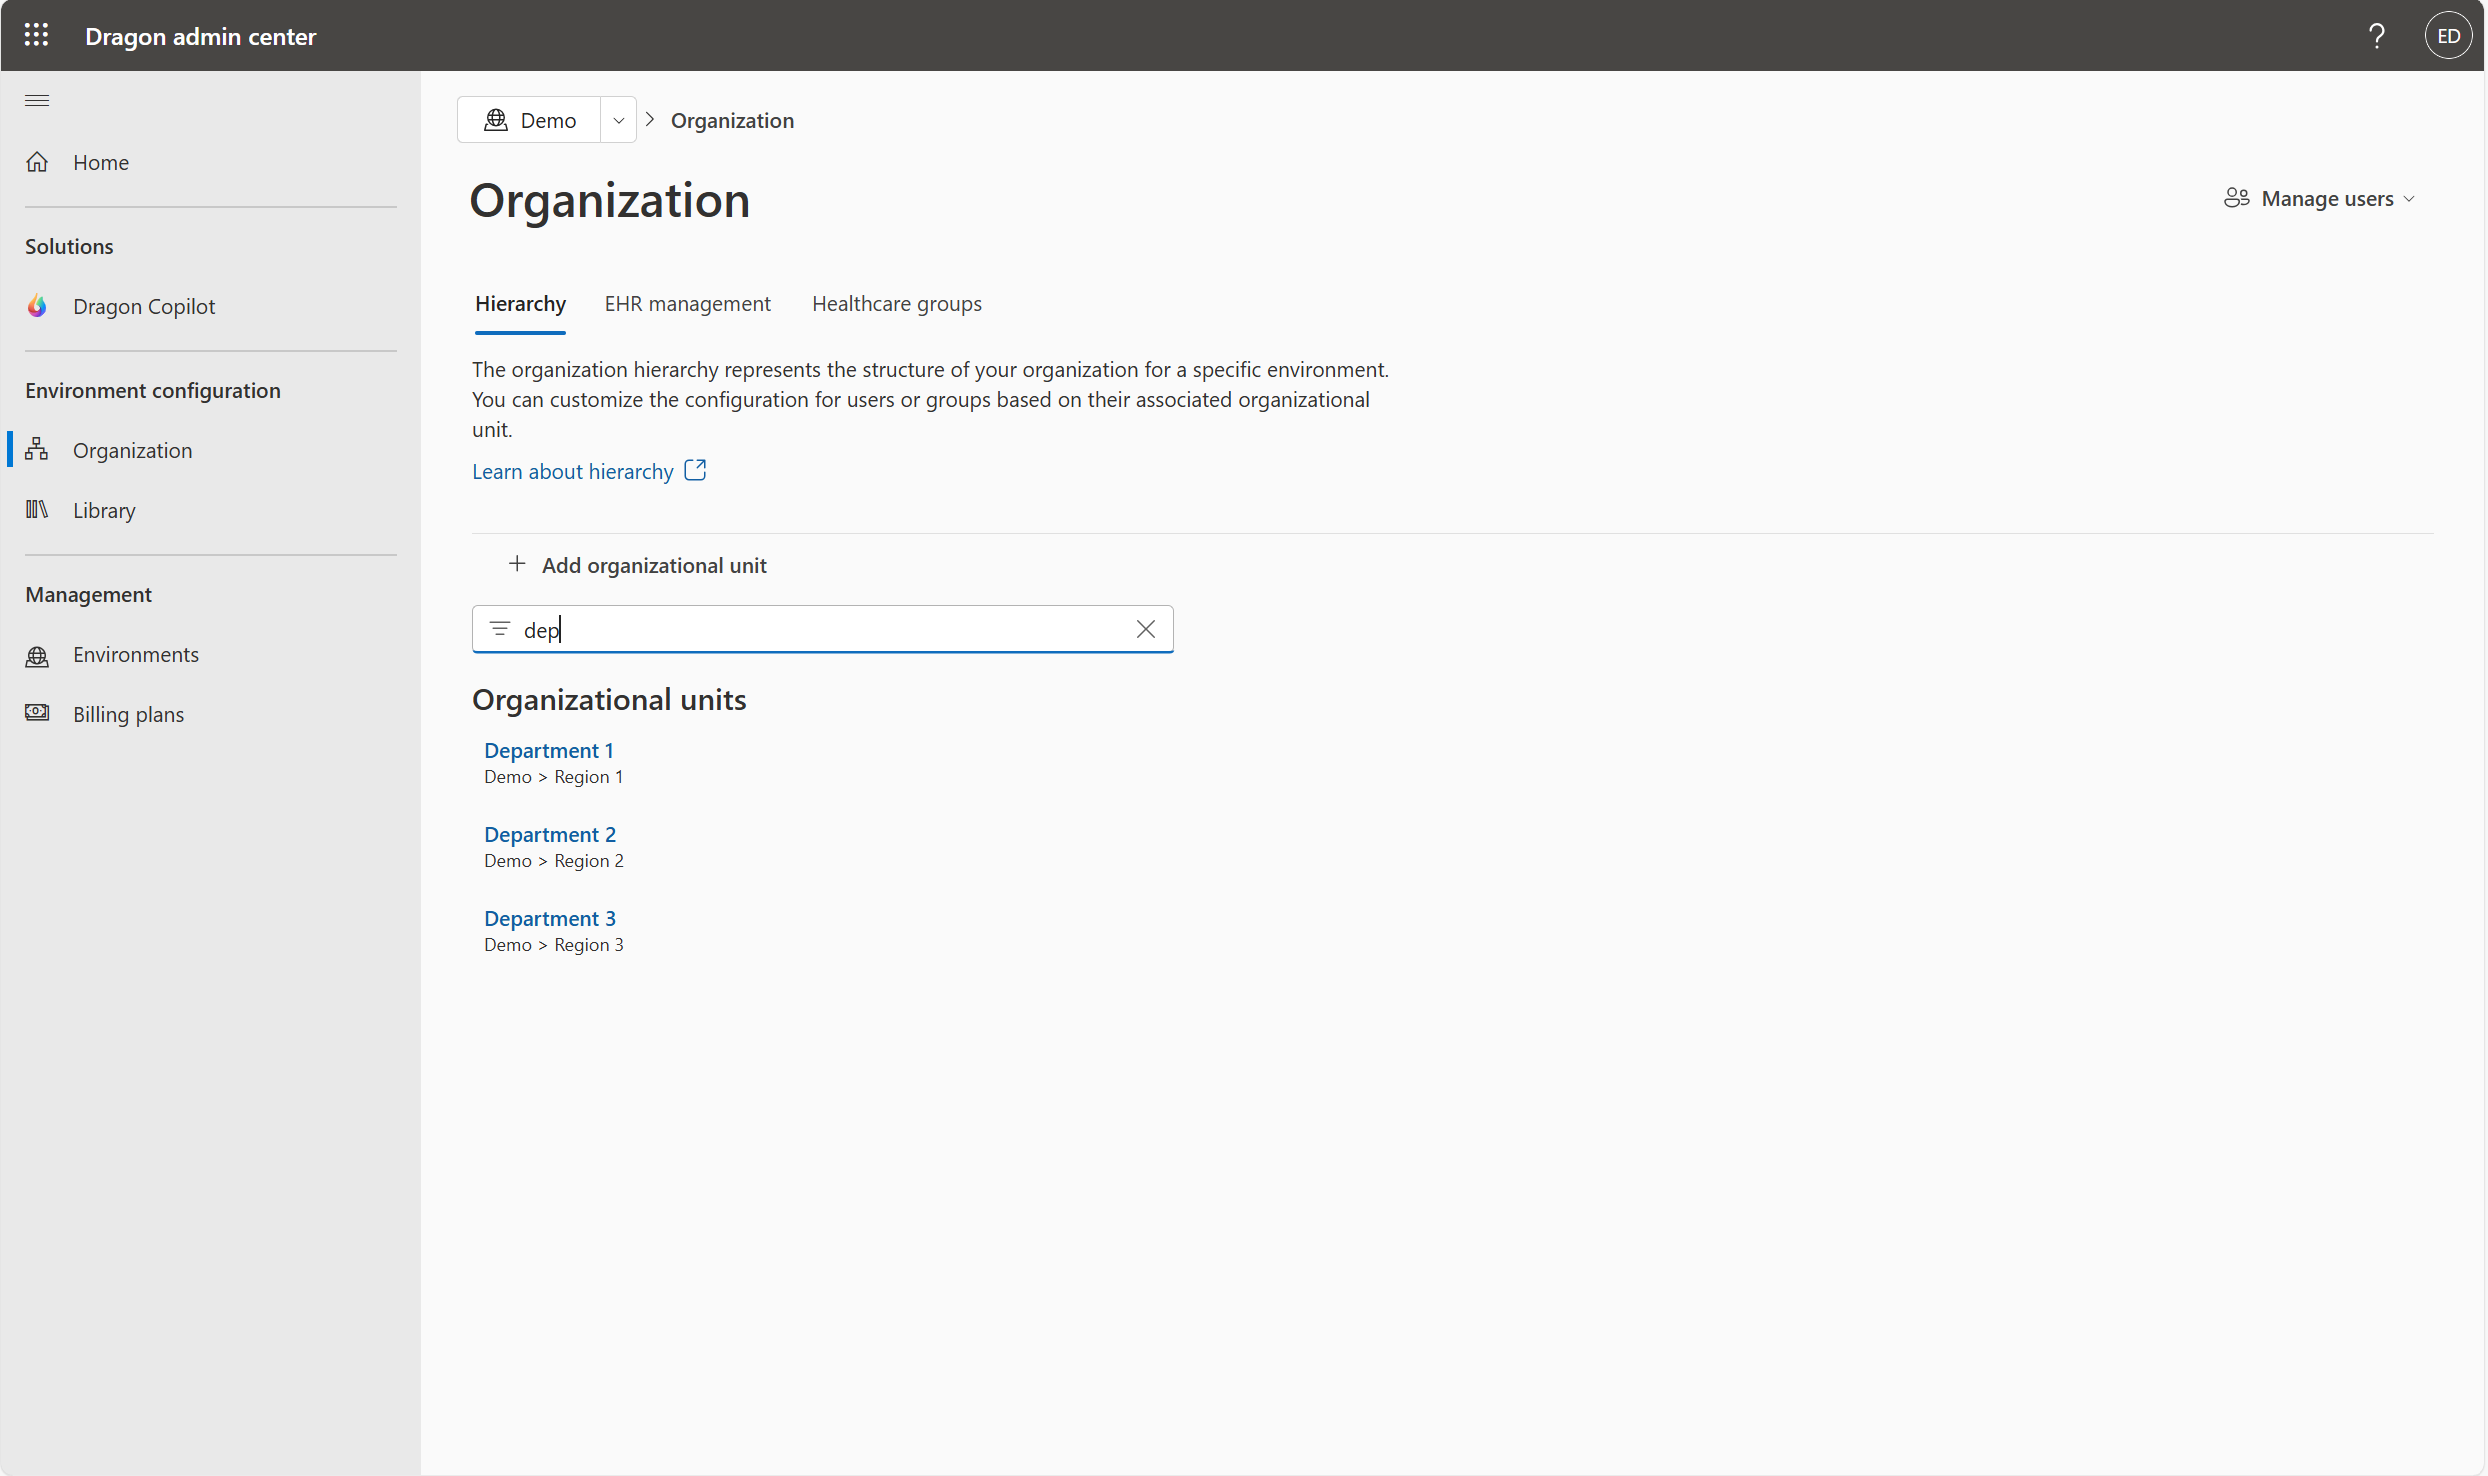 Dragon admin center
?
ED
Home
Solutions
Dragon Copilot
Environment configuration
Organization
Library
Management
Environments
Billing plans
Demo > Organization
Organization
Manage users
Hierarchy EHR management Healthcare groups
The organization hierarchy represents the structure of your organization for a specific environment.
You can customize the configuration for users or groups based on their associated organizational
unit.
Learn about hierarchy
+ Add organizational unit
dep
Organizational units
Department 1
Demo > Region 1
Department 2
Demo > Region 2
Department 3
Demo > Region 3